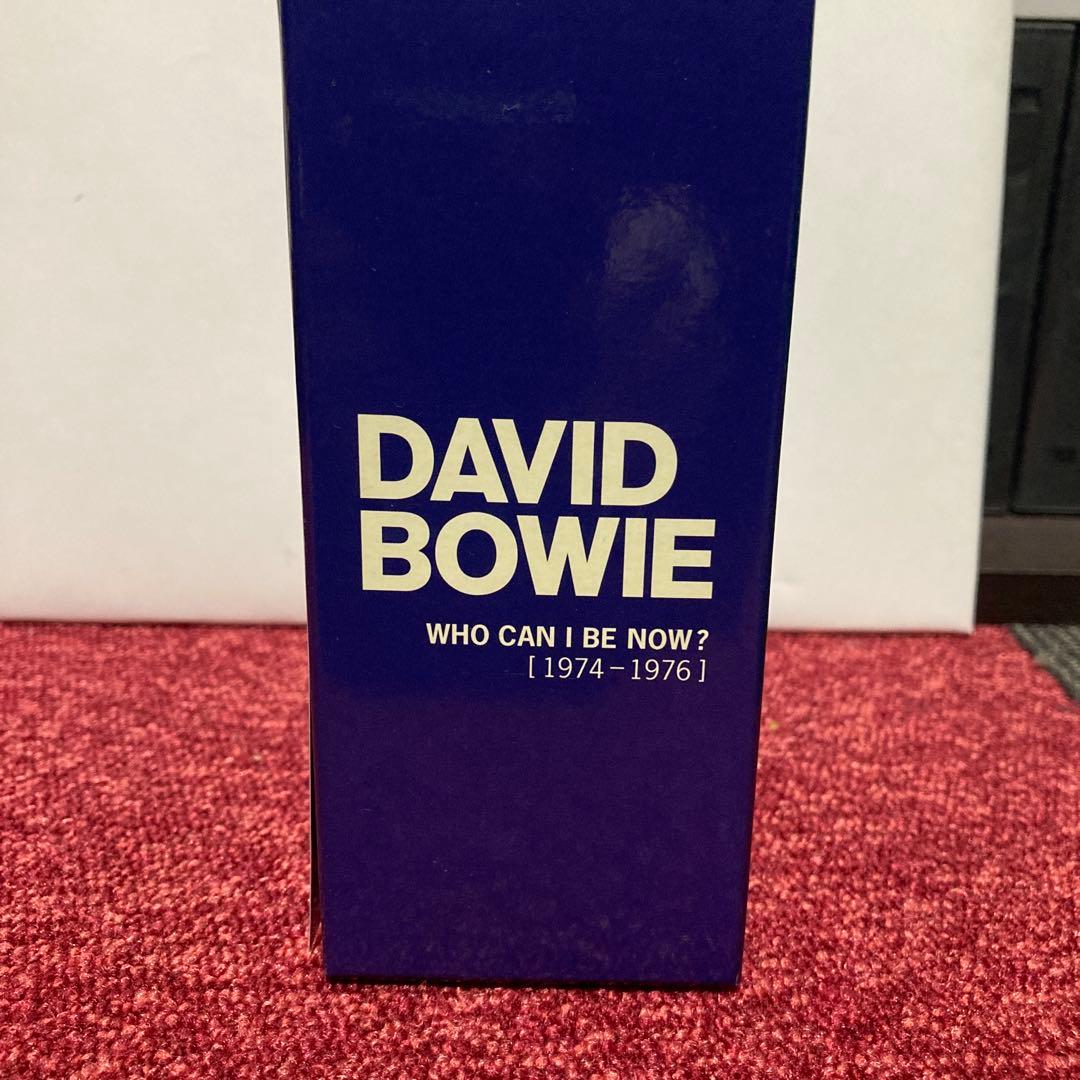 DAVID
BOWIE
WHO CAN I BE NOW?
[1974–1976]